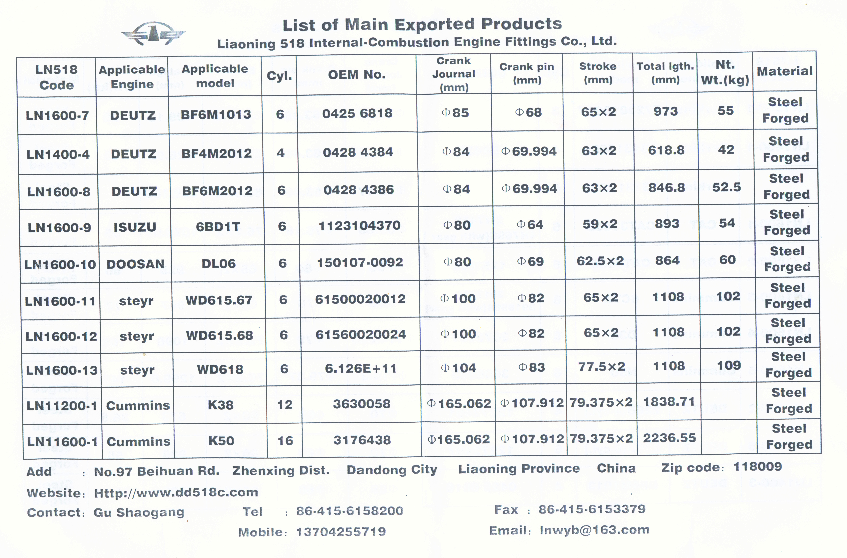 List of Main Exported Products
Liaoning 518 Internal-Combustion Engine Fittings Co., Ltd.
LN518 Code Applicable Engine Applicable model Cyl. OEM No. Crank Journal (mm) Crank pin (mm) Stroke (mm) Total lgth. (mm) Nt. Wt.(kg) Material
LN1600-7 DEUTZ BF6M1013 6 0425 6818 Φ85 Φ68 65×2 973 55 Steel Forged
LN1400-4 DEUTZ BF4M2012 4 0428 4384 Φ84 Φ69.994 63×2 618.8 42 Steel Forged
LN1600-8 DEUTZ BF6M2012 6 0428 4386 Φ84 Φ69.994 63×2 846.8 52.5 Steel Forged
LN1600-9 ISUZU 6BD1T 6 1123104370 Φ80 Φ64 59×2 893 54 Steel Forged
LN1600-10 DOOSAN DL06 6 150107-0092 Φ80 Φ69 62.5×2 864 60 Steel Forged
LN1600-11 steyr WD615.67 6 61500020012 Φ100 Φ82 65×2 1108 102 Steel Forged
LN1600-12 steyr WD615.68 6 61560020024 Φ100 Φ82 65×2 1108 102 Steel Forged
LN1600-13 steyr WD618 6 6.126E+11 Φ104 Φ83 77.5×2 1108 109 Steel Forged
LN11200-1 Cummins K38 12 3630058 Φ165.062 Φ107.912 79.375×2 1838.71 Steel Forged
LN11600-1 Cummins K50 16 3176438 Φ165.062 Φ107.912 79.375×2 2236.55 Steel Forged
Add : No.97 Beihuan Rd. Zhenxing Dist. Dandong City Liaoning Province China Zip code: 118009
Website: Http://www.dd518c.com
Contact: Gu Shaogang Tel : 86-415-6158200 Fax : 86-415-6153379
Mobile: 13704255719 Email: lnwyb@163.com